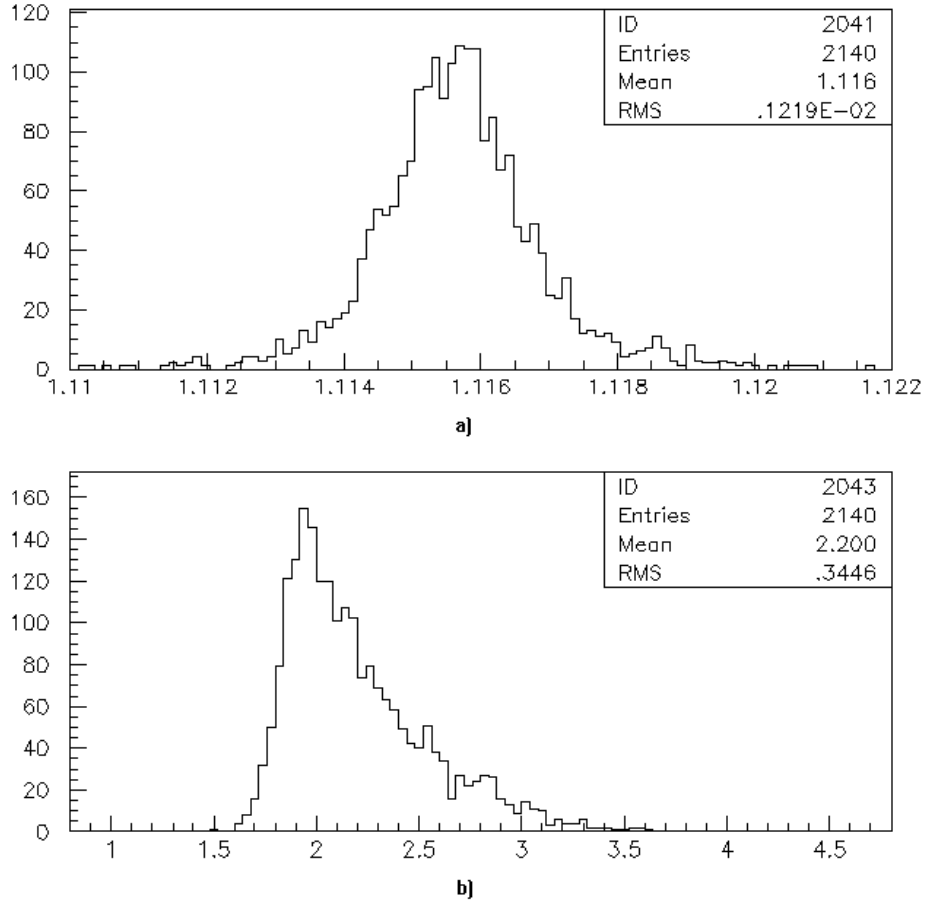 120
100
80
60
40
20
0
ID 2041
Entries 2140
Mean 1.116
RMS .1219E-02
1.11 1.112 1.114 1.116 1.118 1.12 1.122
a)
160
140
120
100
80
60
40
20
0
ID 2043
Entries 2140
Mean 2.200
RMS .3446
1 1.5 2 2.5 3 3.5 4 4.5
b)